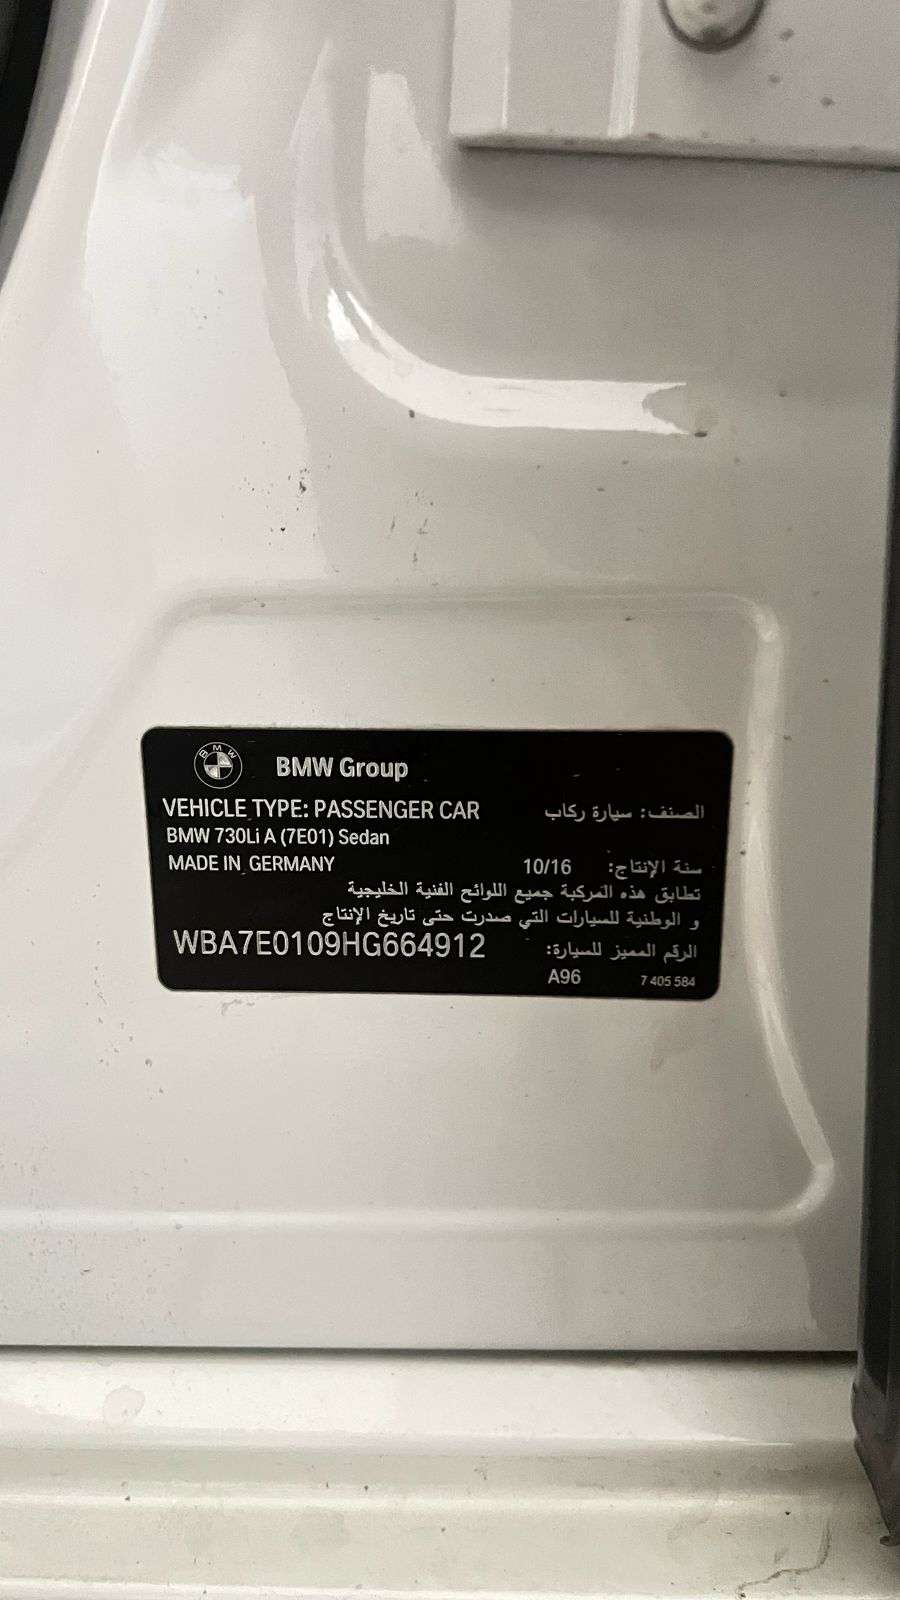 BMW
BMW Group
VEHICLE TYPE: PASSENGER CAR الصنف: سيارة ركاب
BMW 730Li A (7E01) Sedan
MADE IN GERMANY 10/16 سنة الإنتاج:
تطابق هذه المركبة جميع اللوائح الفنية الخليجية
و الوطنية للسيارات التي صدرت حتى تاريخ الإنتاج
WBA7E0109HG664912 الرقم المميز للسيارة:
A96 7 405 584